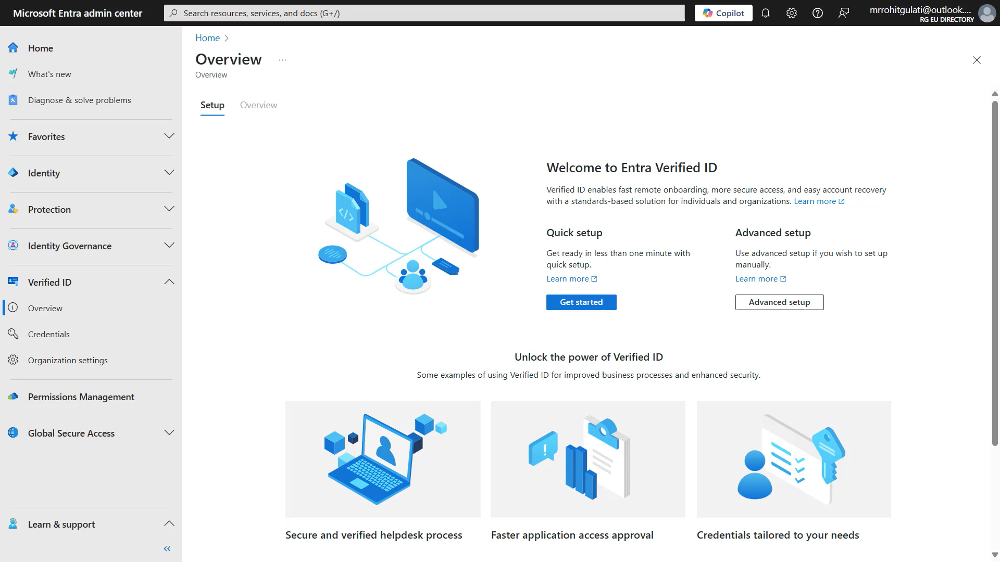 Microsoft Entra admin center
Search resources, services, and docs (G+/)
Copilot
mrrohitgulati@outlook....
RG EU DIRECTORY
Home
What's new
Diagnose & solve problems
Favorites
Identity
Protection
Identity Governance
Verified ID
Overview
Credentials
Organization settings
Permissions Management
Global Secure Access
Learn & support
Home
Overview
...
Overview
Setup
Overview
Welcome to Entra Verified ID
Verified ID enables fast remote onboarding, more secure access, and easy account recovery
with a standards-based solution for individuals and organizations. Learn more
Quick setup
Get ready in less than one minute with
quick setup.
Learn more
Get started
Advanced setup
Use advanced setup if you wish to set up
manually.
Learn more
Advanced setup
Unlock the power of Verified ID
Some examples of using Verified ID for improved business processes and enhanced security.
Secure and verified helpdesk process
Faster application access approval
Credentials tailored to your needs